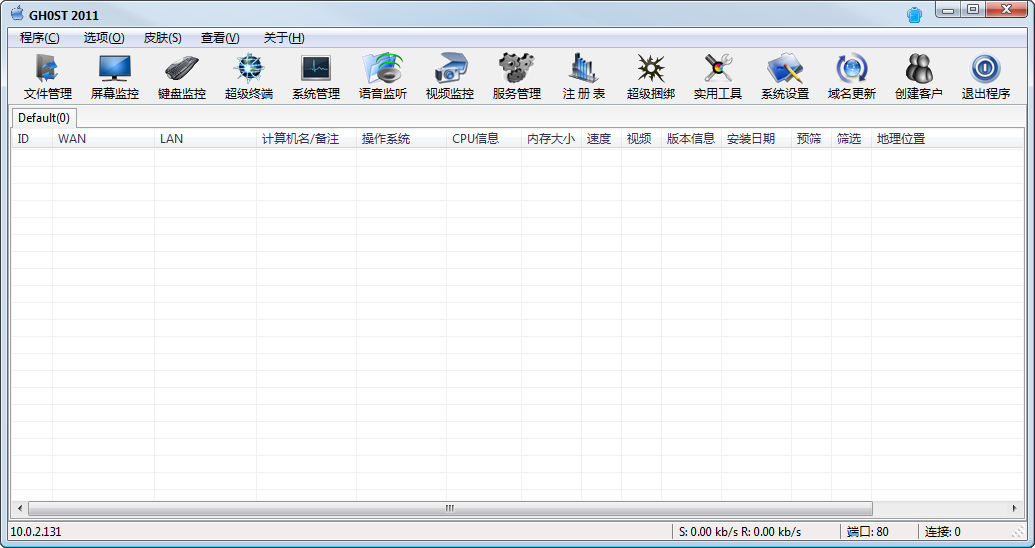 GH0ST 2011
程序(C) 选项(O) 皮肤(S) 查看(V) 关于(H)
文件管理 屏幕监控 键盘监控 超级终端 系统管理 语音监听 视频监控 服务管理 注 册 表 超级捆绑 实用工具 系统设置 域名更新 创建客户 退出程序
Default(0)
ID WAN LAN 计算机名/备注 操作系统 CPU信息 内存大小 速度 视频 版本信息 安装日期 预筛 筛选 地理位置
10.0.2.131 S: 0.00 kb/s R: 0.00 kb/s 端口: 80 连接: 0